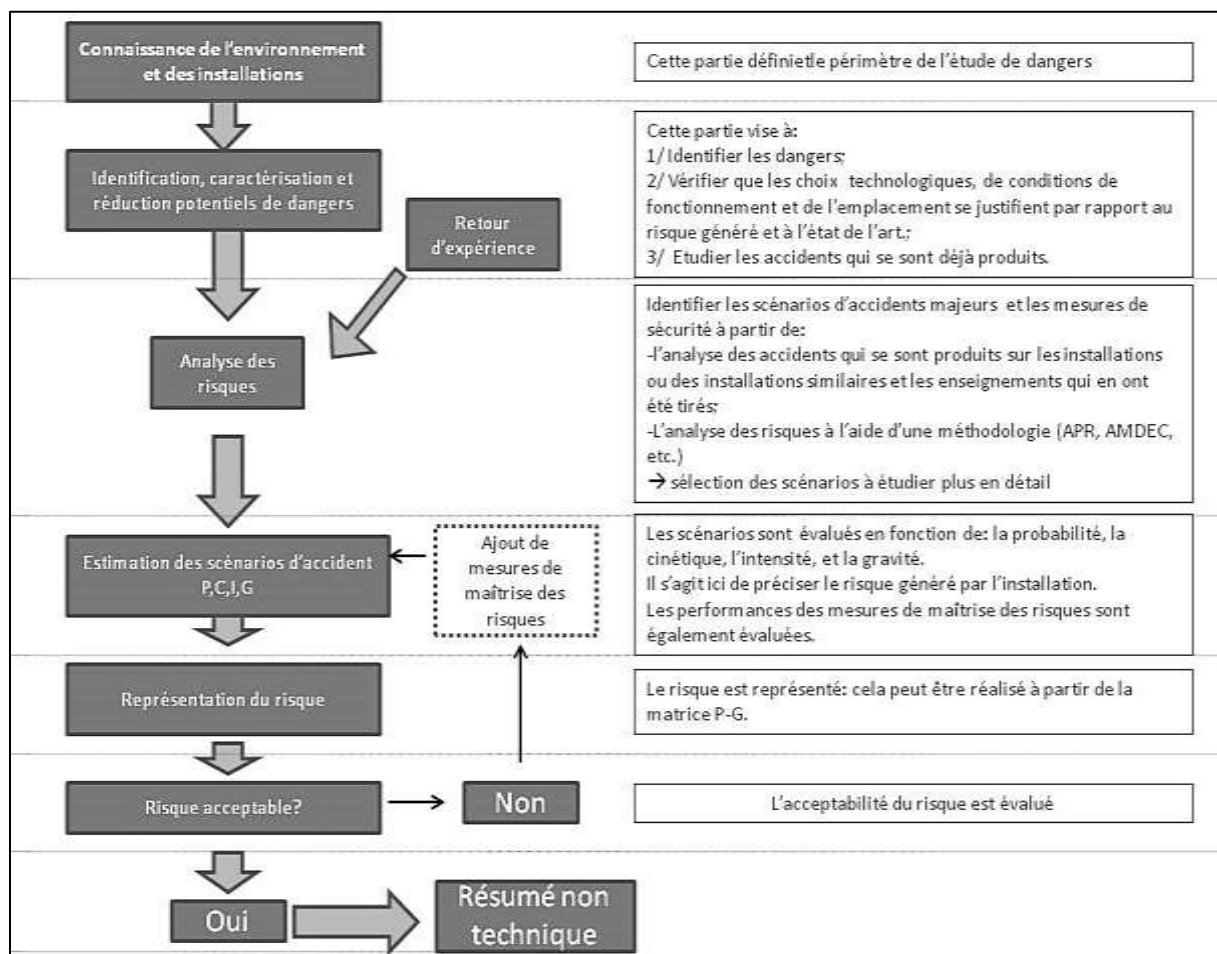 Connaissance de l'environnement
et des installations
Cette partie définietle périmètre de l'étude de dangers
Identification, caractérisation et
réduction potentiels de dangers
Retour
d'expérience
Cette partie vise à:
1/ Identifier les dangers;
2/ Vérifier que les choix technologiques, de conditions de
fonctionnement et de l'emplacement se justifient par rapport au
risque généré et à l'état de l'art.;
3/ Etudier les accidents qui se sont déjà produits.
Analyse des
risques
Identifier les scénarios d'accidents majeurs et les mesures de
sécurité à partir de:
-l'analyse des accidents qui se sont produits sur les installations
ou des installations similaires et les enseignements qui en ont
été tirés;
-L'analyse des risques à l'aide d'une méthodologie (APR, AMDEC,
etc.)
→ sélection des scénarios à étudier plus en détail
Estimation des scénarios d'accident
P,C,I,G
Ajout de
mesures de
maîtrise des
risques
Les scénarios sont évalués en fonction de: la probabilité, la
cinétique, l'intensité, et la gravité.
Il s'agit ici de préciser le risque généré par l'installation.
Les performances des mesures de maîtrise des risques sont
également évaluées.
Représentation du risque
Le risque est représenté: cela peut être réalisé à partir de la
matrice P-G.
Risque acceptable?
Non
L'acceptabilité du risque est évalué
Oui
Résumé non
technique